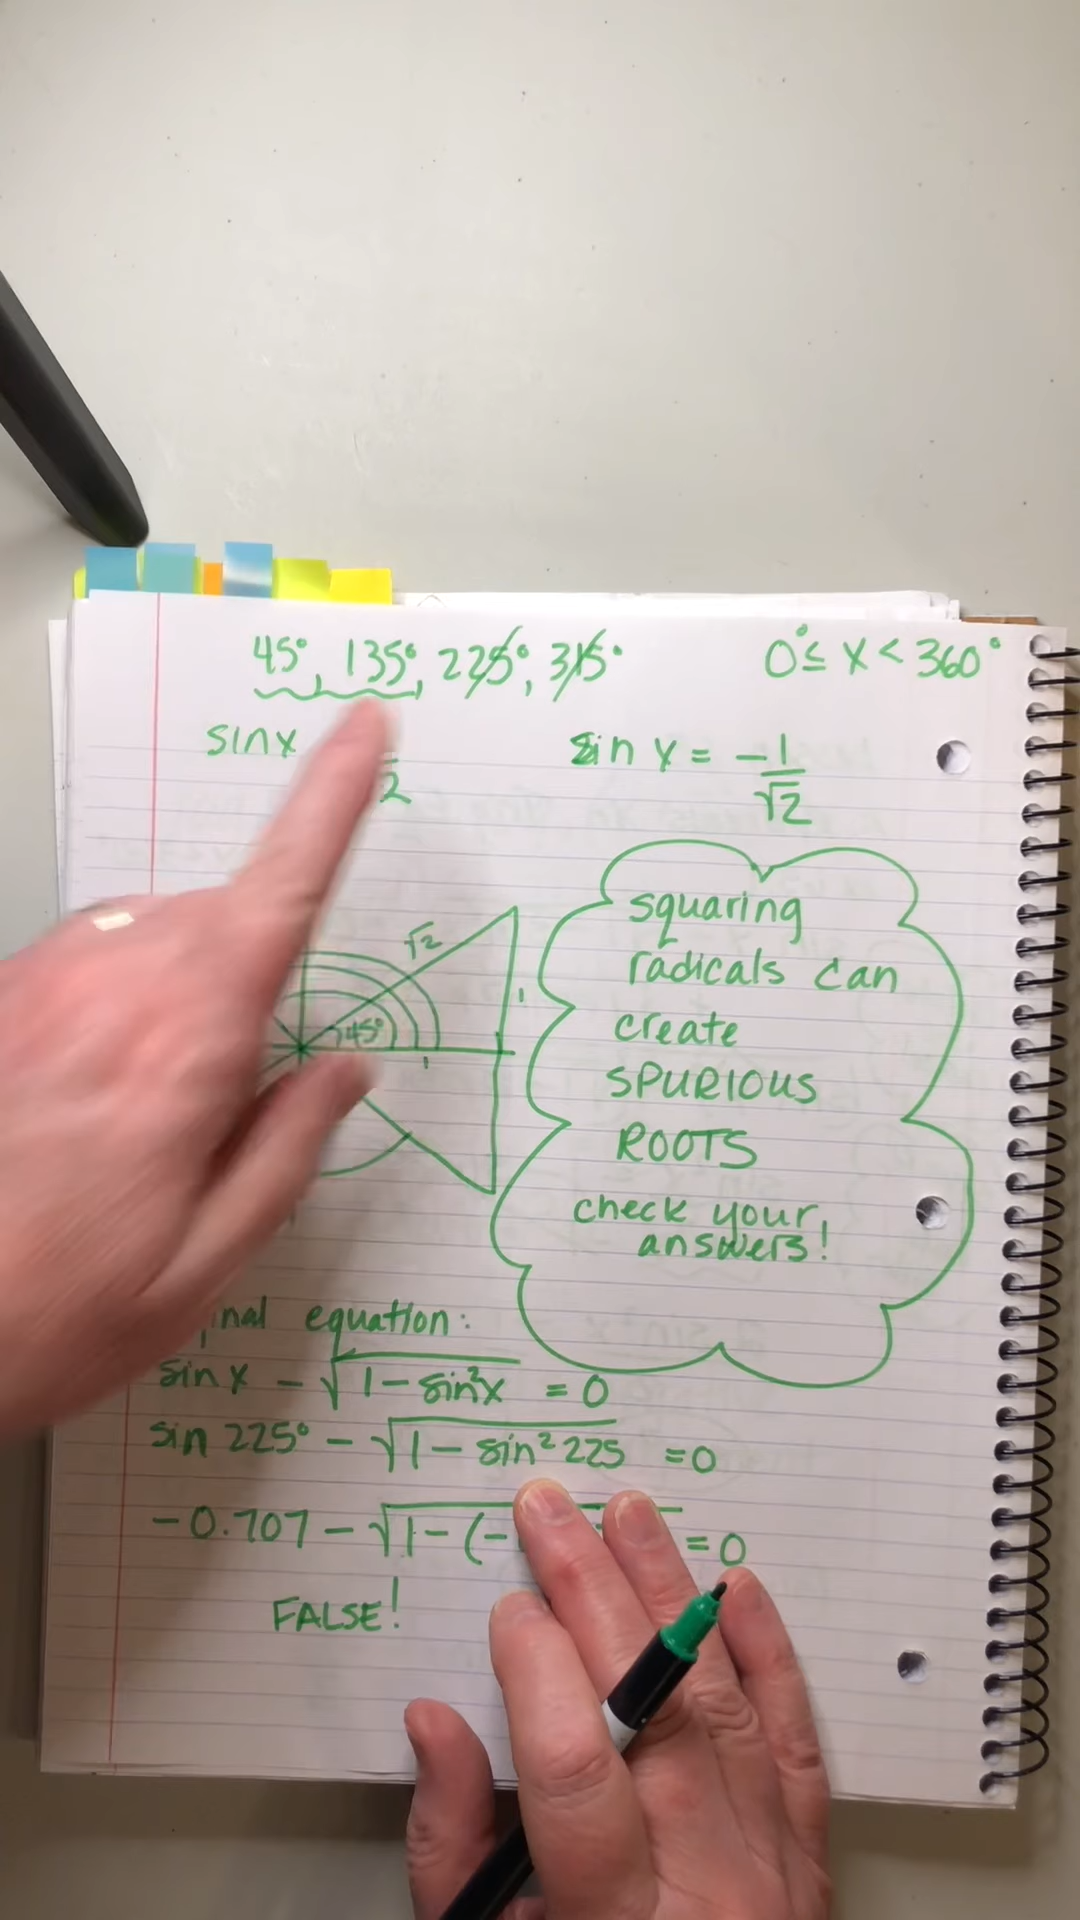 45°, 135°, 225°, 315°
0° ≤ x < 360°
sin x
√2
sin x = -1/√2
√2
1
45°
1
squaring
radicals can
create
SPURIOUS
ROOTS
check your
answers!
equation:
sin x - √(1 - sin²x) = 0
sin 225° - √(1 - sin² 225) = 0
-0.707 - √(1 - (- = 0
FALSE!